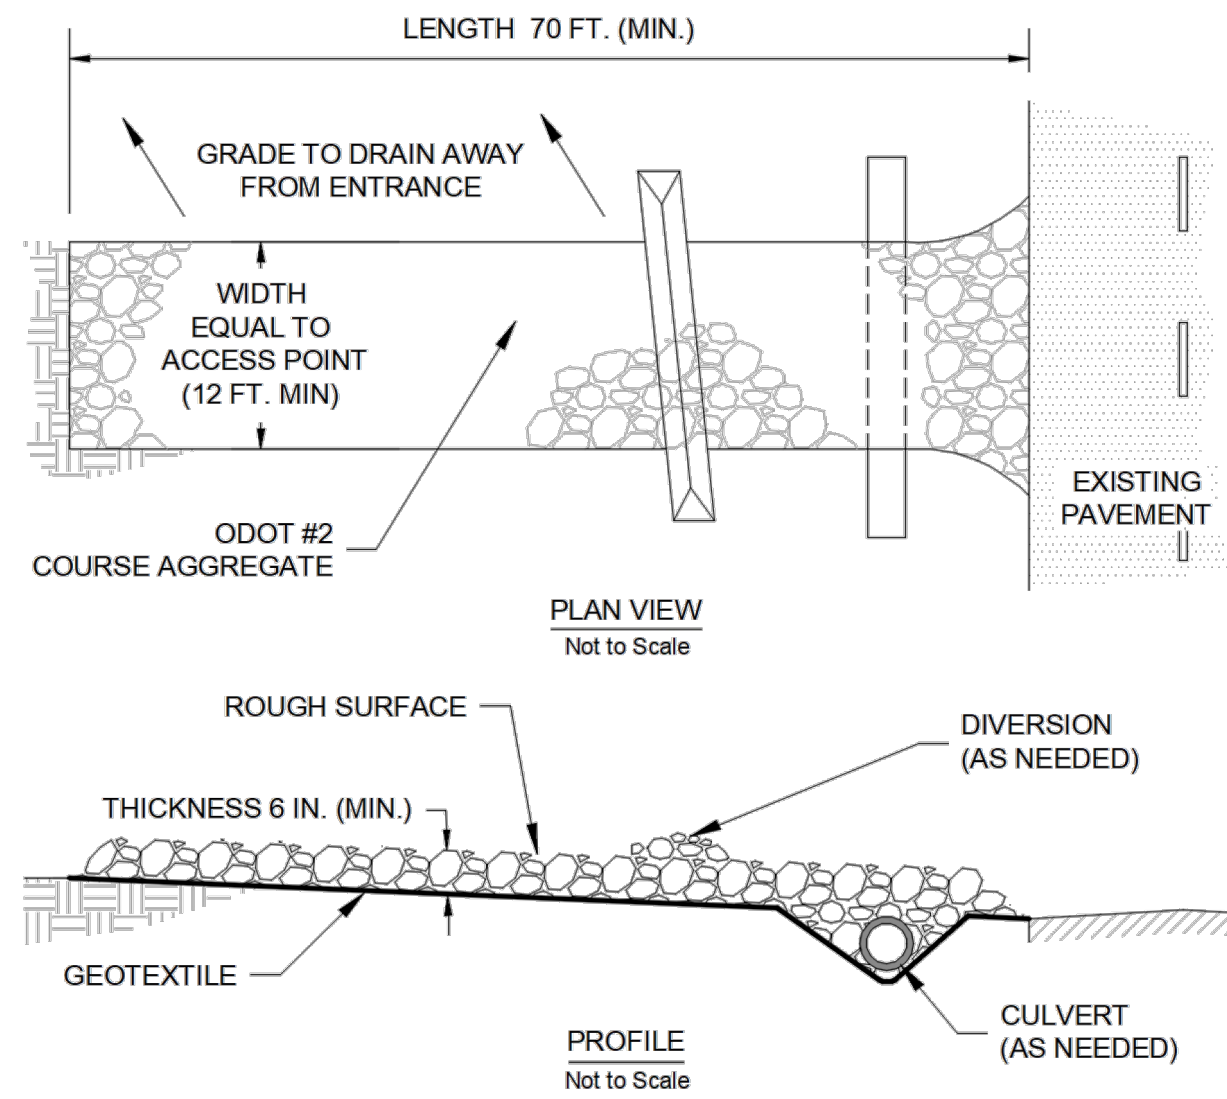 LENGTH 70 FT. (MIN.)
GRADE TO DRAIN AWAY
FROM ENTRANCE
WIDTH
EQUAL TO
ACCESS POINT
(12 FT. MIN)
ODOT #2
COURSE AGGREGATE
EXISTING
PAVEMENT
PLAN VIEW
Not to Scale
ROUGH SURFACE
DIVERSION
(AS NEEDED)
THICKNESS 6 IN. (MIN.)
GEOTEXTILE
CULVERT
(AS NEEDED)
PROFILE
Not to Scale